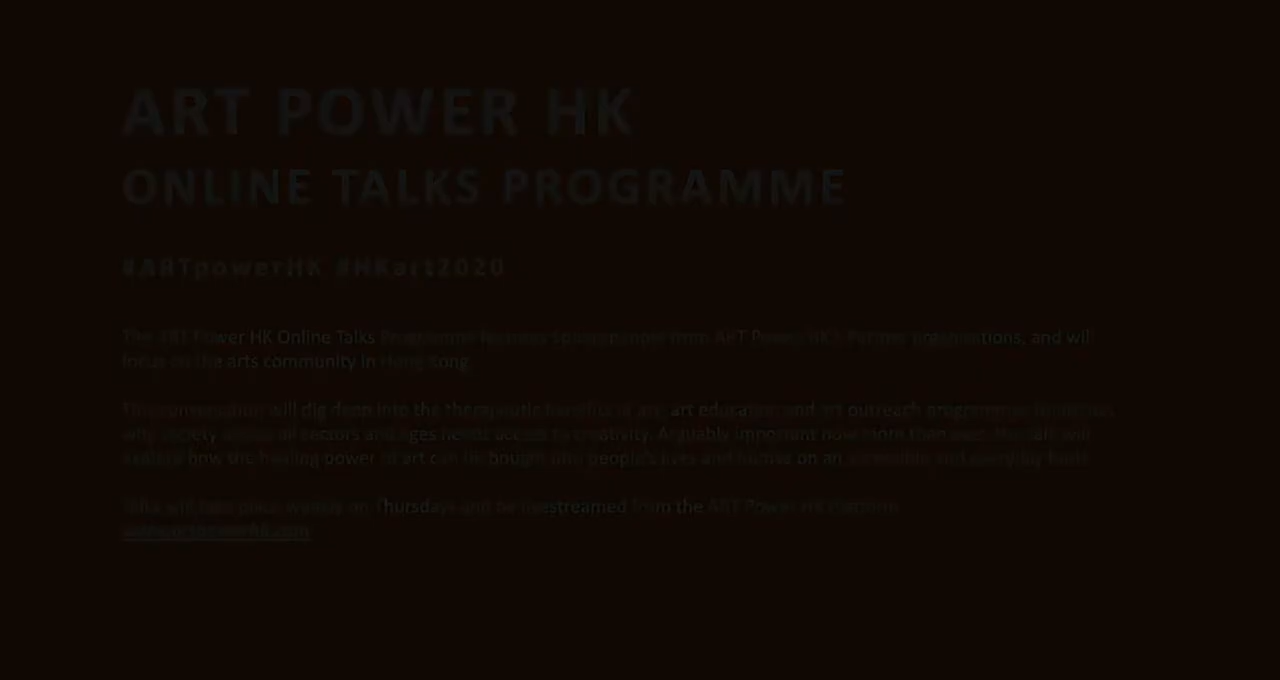 ART POWER HK
ONLINE TALKS PROGRAMME
#ARTpowerHK #HKart2020
The ART Power HK Online Talks Programme features speakers from ART Power HK's Partner organisations, and will
focus on the arts community in Hong Kong
This conversation will dig deep into the therapeutic benefits of art, art education and art outreach programmes
why society across all sectors and ages needs access to creativity. Arguably important now more than ever, the talk will
explore how the healing power of art can be bought into people's lives and homes on an accessible and everyday basis
Talks will take place weekly on Thursdays and be livestreamed from the ART Power HK platform
www.artpowerhk.com